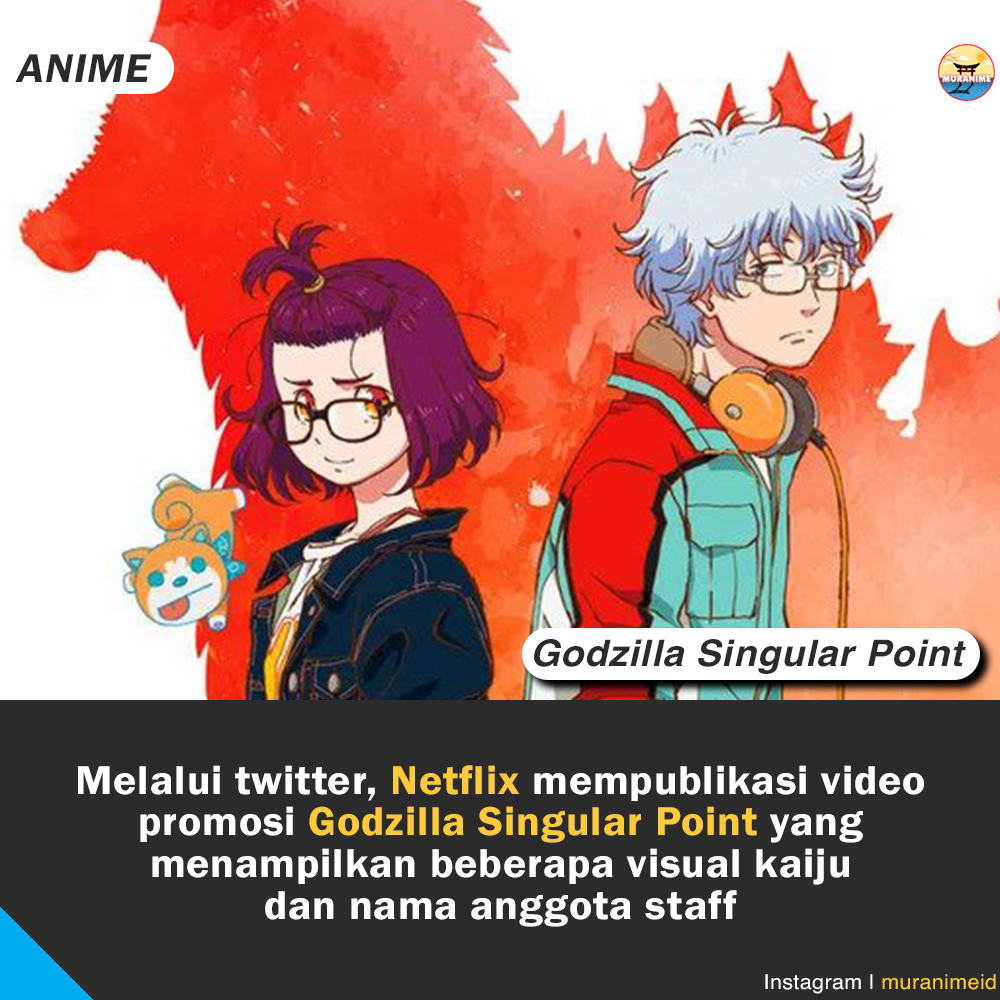 ANIME
MURANIME
Godzilla Singular Point
Melalui twitter, Netflix mempublikasi video
promosi Godzilla Singular Point yang
menampilkan beberapa visual kaiju
dan nama anggota staff
Instagram | muranimeid